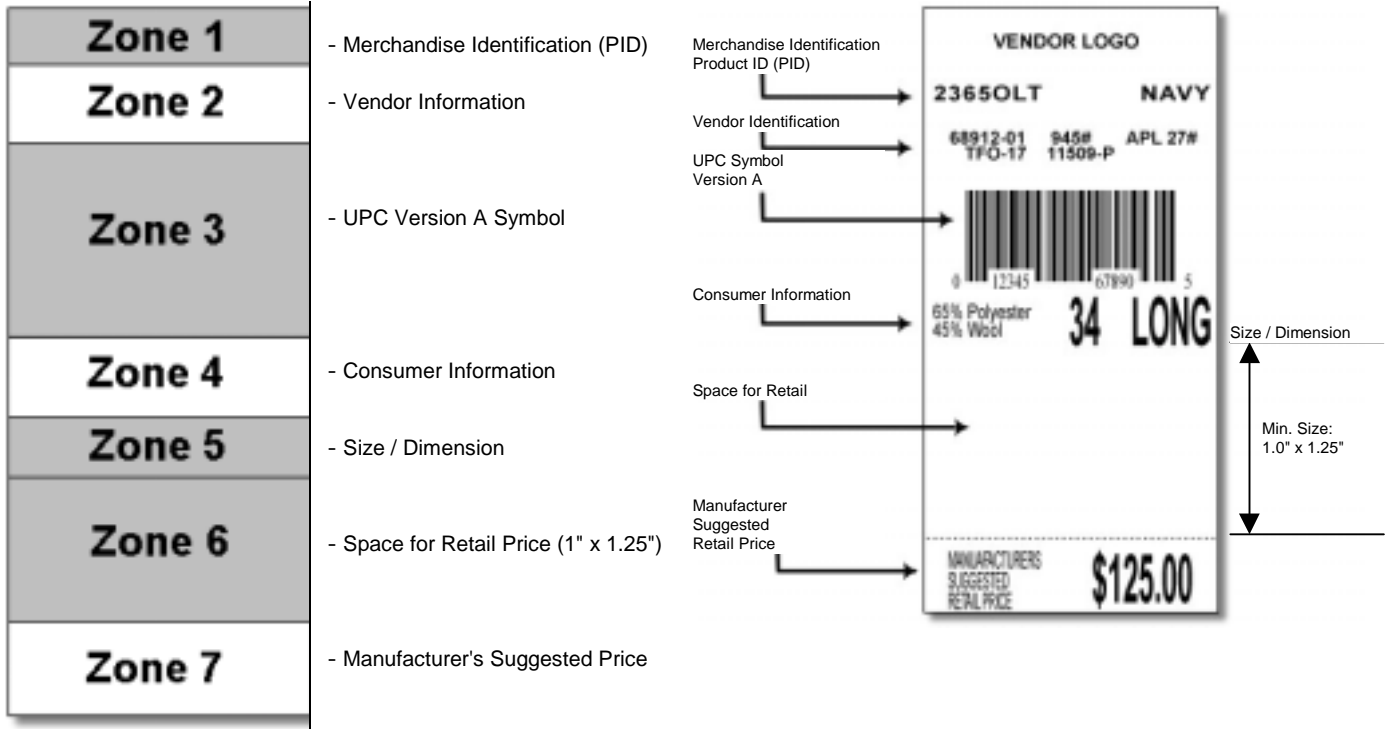 Zone 1
- Merchandise Identification (PID)
Zone 2
- Vendor Information
Zone 3
- UPC Version A Symbol
Zone 4
- Consumer Information
Zone 5
- Size / Dimension
Zone 6
- Space for Retail Price (1" x 1.25")
Zone 7
- Manufacturer's Suggested Price
Merchandise Identification
Product ID (PID)
Vendor Identification
UPC Symbol
Version A
Consumer Information
Space for Retail
Manufacturer
Suggested
Retail Price
VENDOR LOGO
2365OLT NAVY
68912-01 945# APL 27#
TFO-17 11509-P
0 12345 67890 5
65% Polyester
45% Wool
34 LONG
MANUAFACTURERS
SUGGESTED
RETAIL PRICE
$125.00
Size / Dimension
Min. Size:
1.0" x 1.25"